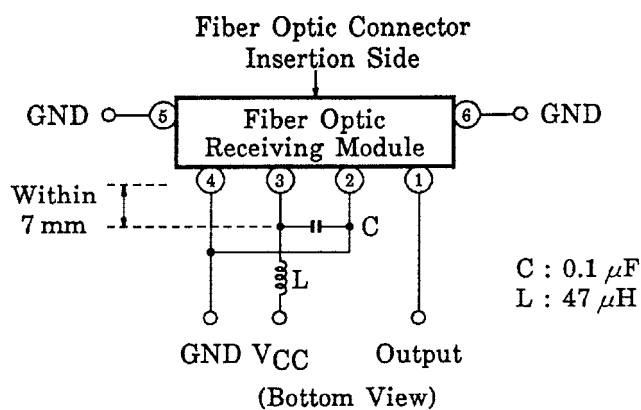 Fiber Optic Connector
Insertion Side
GND
5
Fiber Optic
Receiving Module
6
GND
4
3
2
1
Within
7 mm
C
L
C : 0.1 μF
L : 47 μH
GND
VCC
Output
(Bottom View)